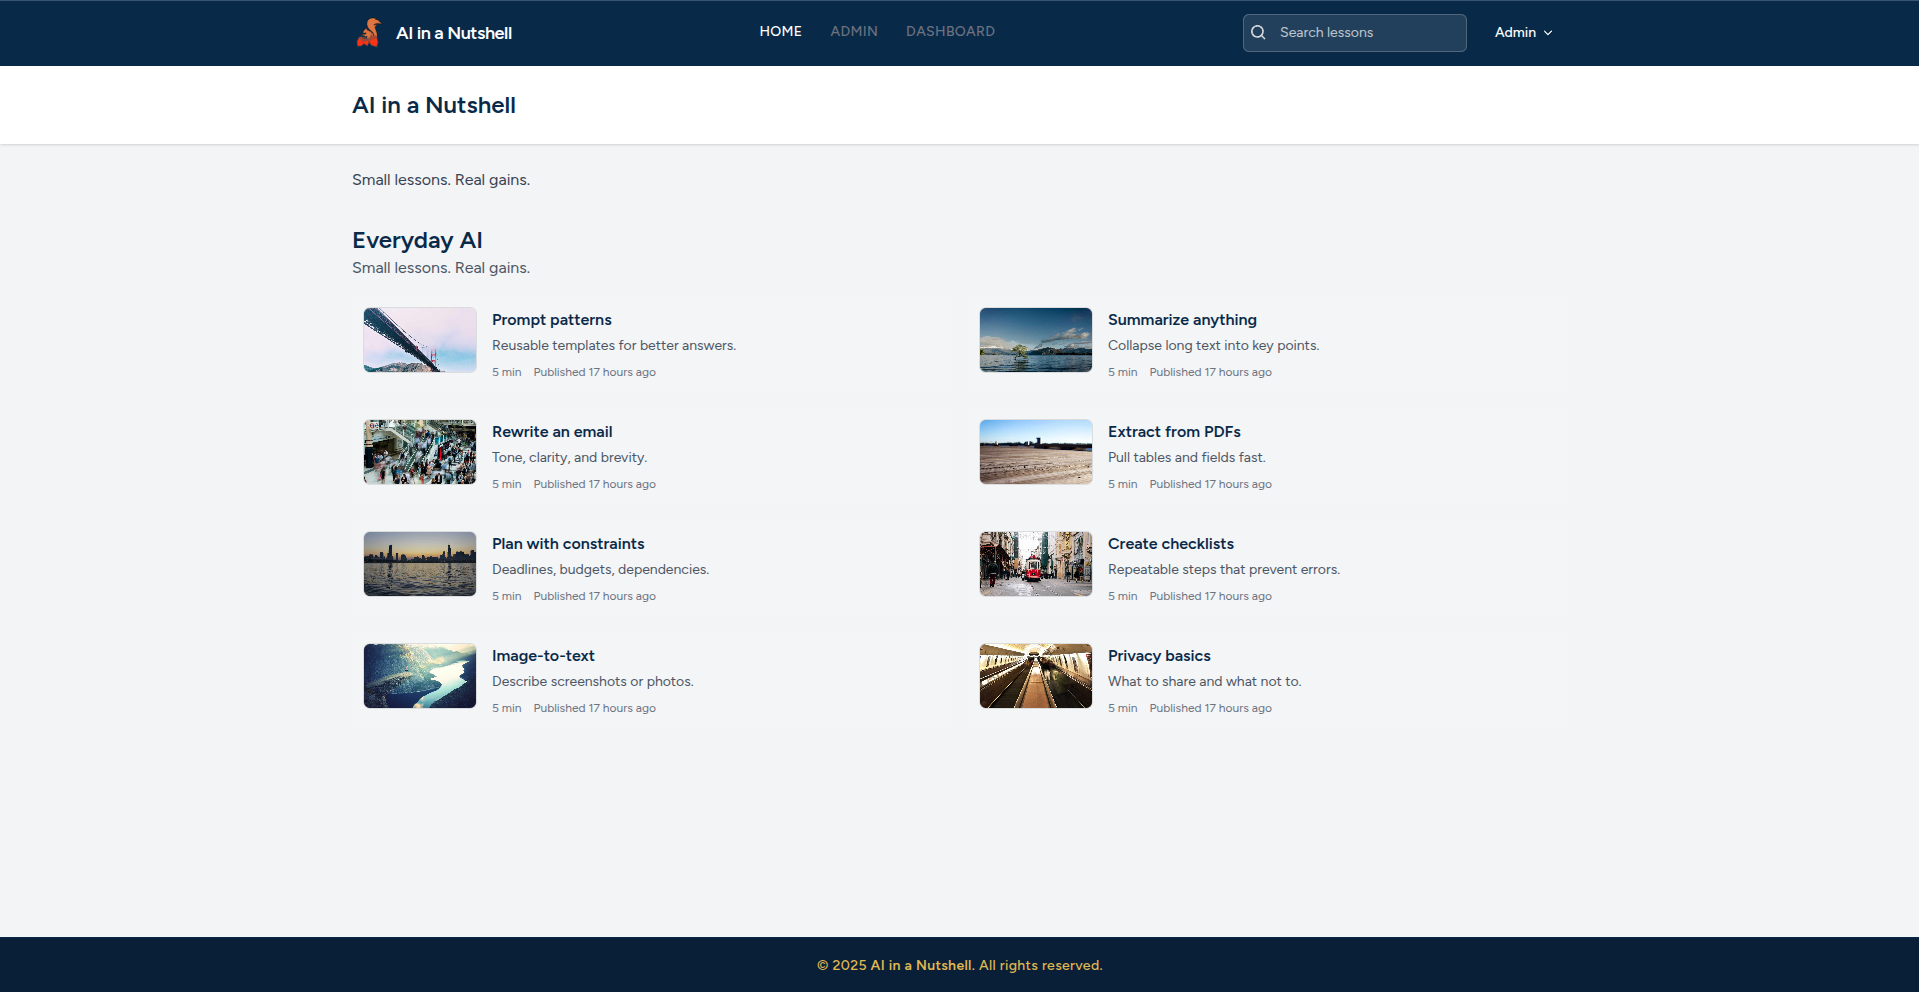 AI in a Nutshell
HOME
ADMIN
DASHBOARD
Search lessons
Admin
AI in a Nutshell
Small lessons. Real gains.
Everyday AI
Small lessons. Real gains.
Prompt patterns
Reusable templates for better answers.
5 min Published 17 hours ago
Summarize anything
Collapse long text into key points.
5 min Published 17 hours ago
Rewrite an email
Tone, clarity, and brevity.
5 min Published 17 hours ago
Extract from PDFs
Pull tables and fields fast.
5 min Published 17 hours ago
Plan with constraints
Deadlines, budgets, dependencies.
5 min Published 17 hours ago
Create checklists
Repeatable steps that prevent errors.
5 min Published 17 hours ago
Image-to-text
Describe screenshots or photos.
5 min Published 17 hours ago
Privacy basics
What to share and what not to.
5 min Published 17 hours ago
© 2025 AI in a Nutshell. All rights reserved.